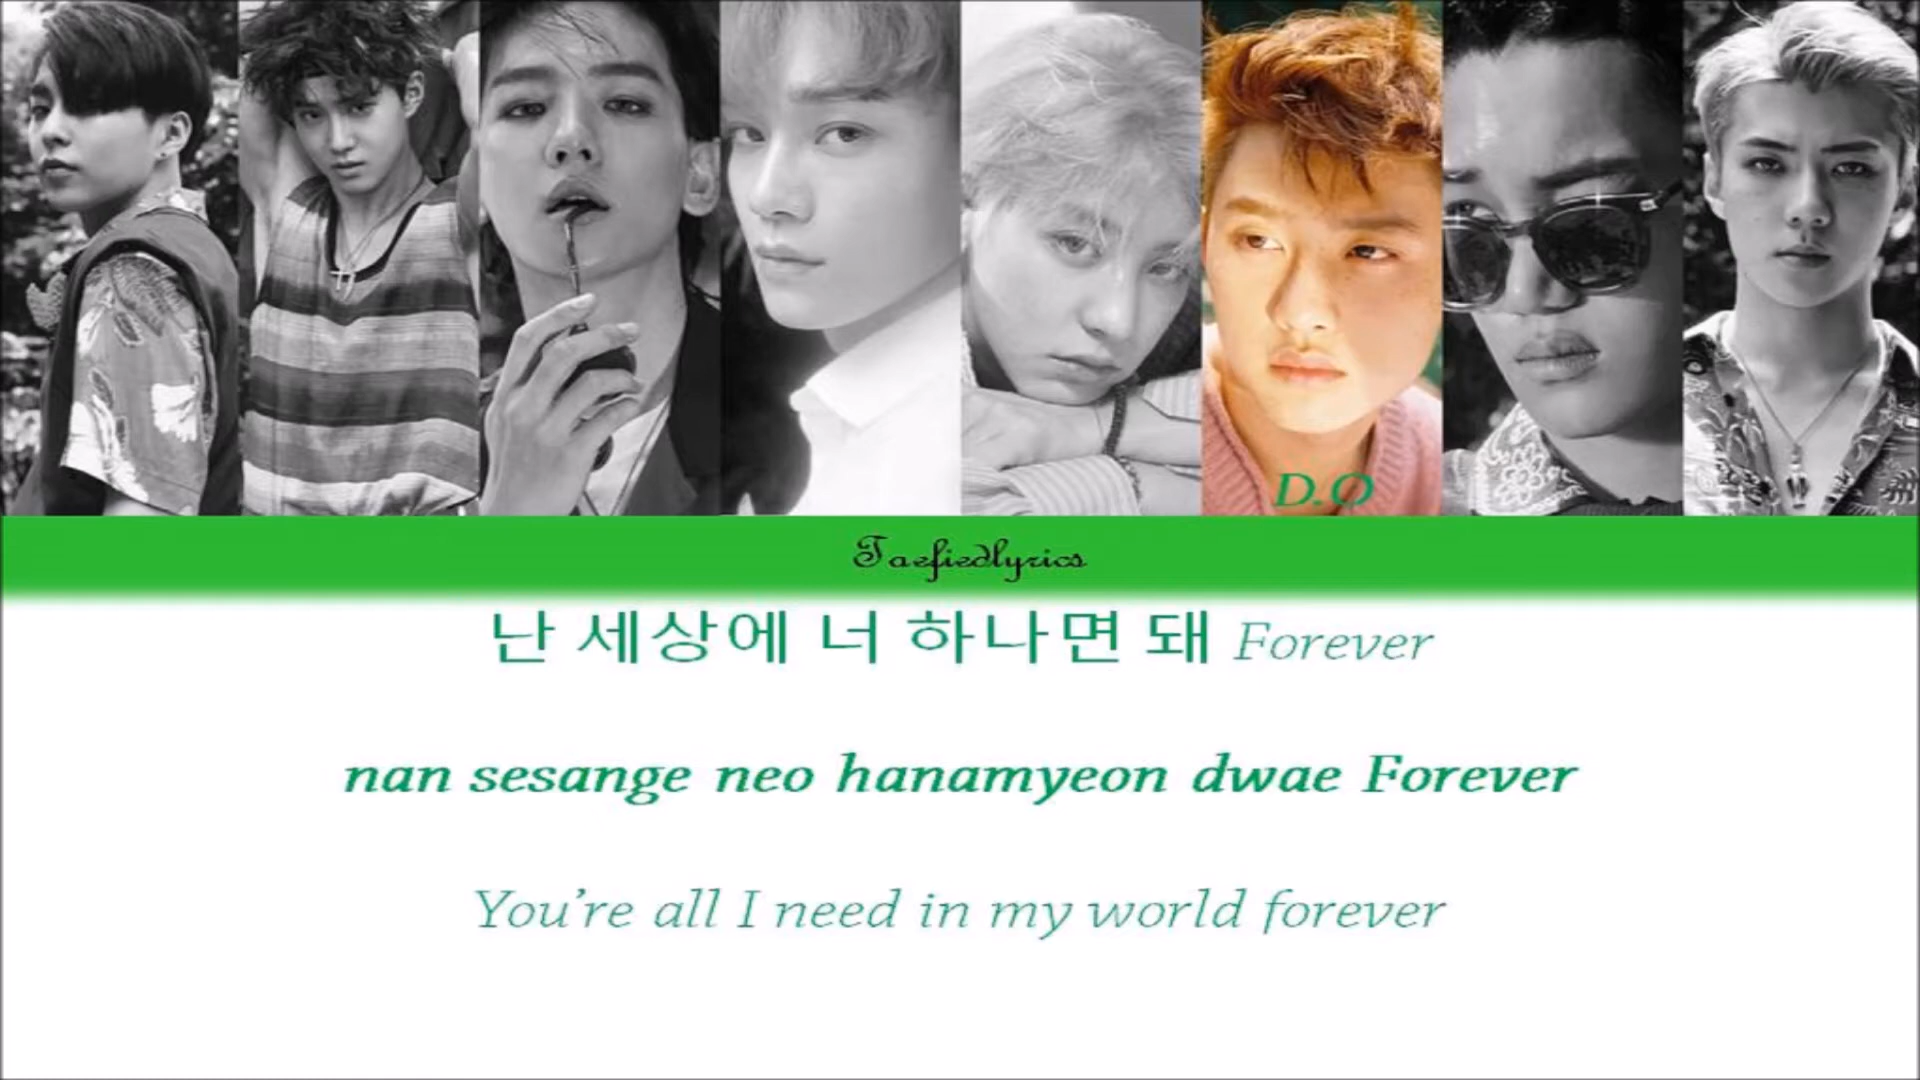 D.O
Taefiedlyrics
난 세상에 너 하나면 돼 Forever
nan sesange neo hanamyeon dwae Forever
You're all I need in my world forever